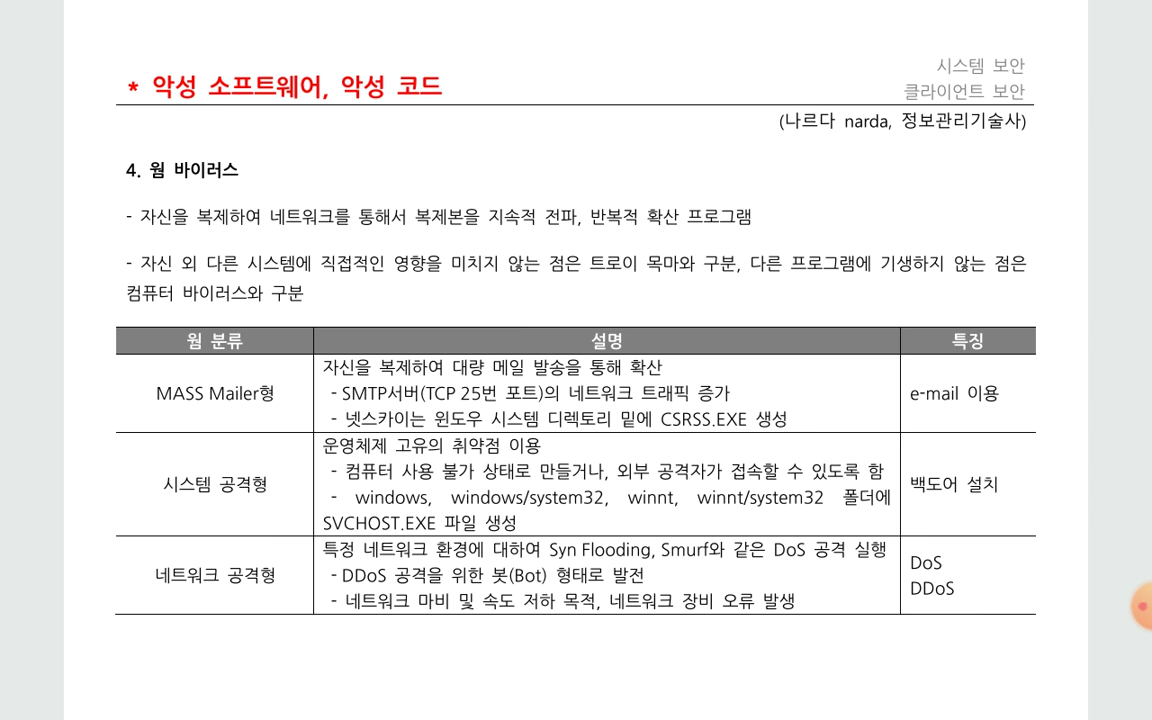 * 악성 소프트웨어, 악성 코드
시스템 보안
클라이언트 보안
(나르다 narda, 정보관리기술사)
4. 웜 바이러스
- 자신을 복제하여 네트워크를 통해서 복제본을 지속적 전파, 반복적 확산 프로그램
- 자신 외 다른 시스템에 직접적인 영향을 미치지 않는 점은 트로이 목마와 구분, 다른 프로그램에 기생하지 않는 점은
컴퓨터 바이러스와 구분
웜 분류 설명 특징
MASS Mailer형
자신을 복제하여 대량 메일 발송을 통해 확산
- SMTP서버(TCP 25번 포트)의 네트워크 트래픽 증가
- 넷스카이는 윈도우 시스템 디렉토리 밑에 CSRSS.EXE 생성
e-mail 이용
시스템 공격형
운영체제 고유의 취약점 이용
- 컴퓨터 사용 불가 상태로 만들거나, 외부 공격자가 접속할 수 있도록 함
- windows, windows/system32, winnt, winnt/system32 폴더에
SVCHOST.EXE 파일 생성
백도어 설치
네트워크 공격형
특정 네트워크 환경에 대하여 Syn Flooding, Smurf와 같은 DoS 공격 실행
- DDoS 공격을 위한 봇(Bot) 형태로 발전
- 네트워크 마비 및 속도 저하 목적, 네트워크 장비 오류 발생
DoS
DDoS